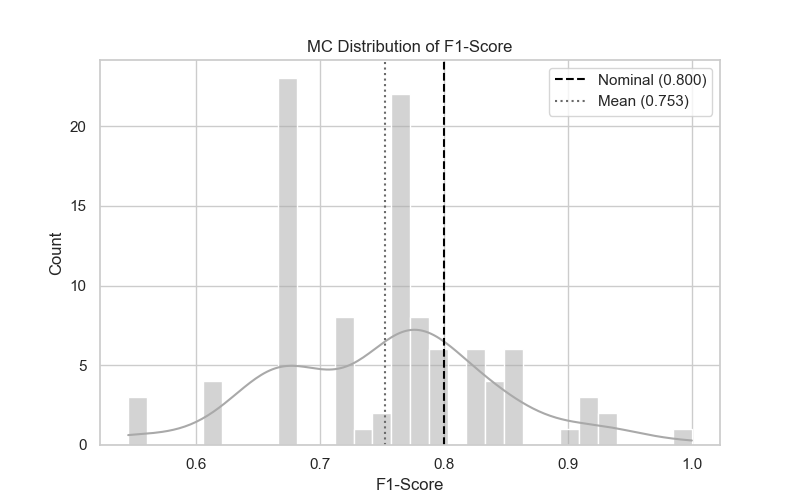 MC Distribution of F1-Score
Nominal (0.800)
Mean (0.753)
20
15
10
5
0
Count
0.6 0.7 0.8 0.9 1.0
F1-Score